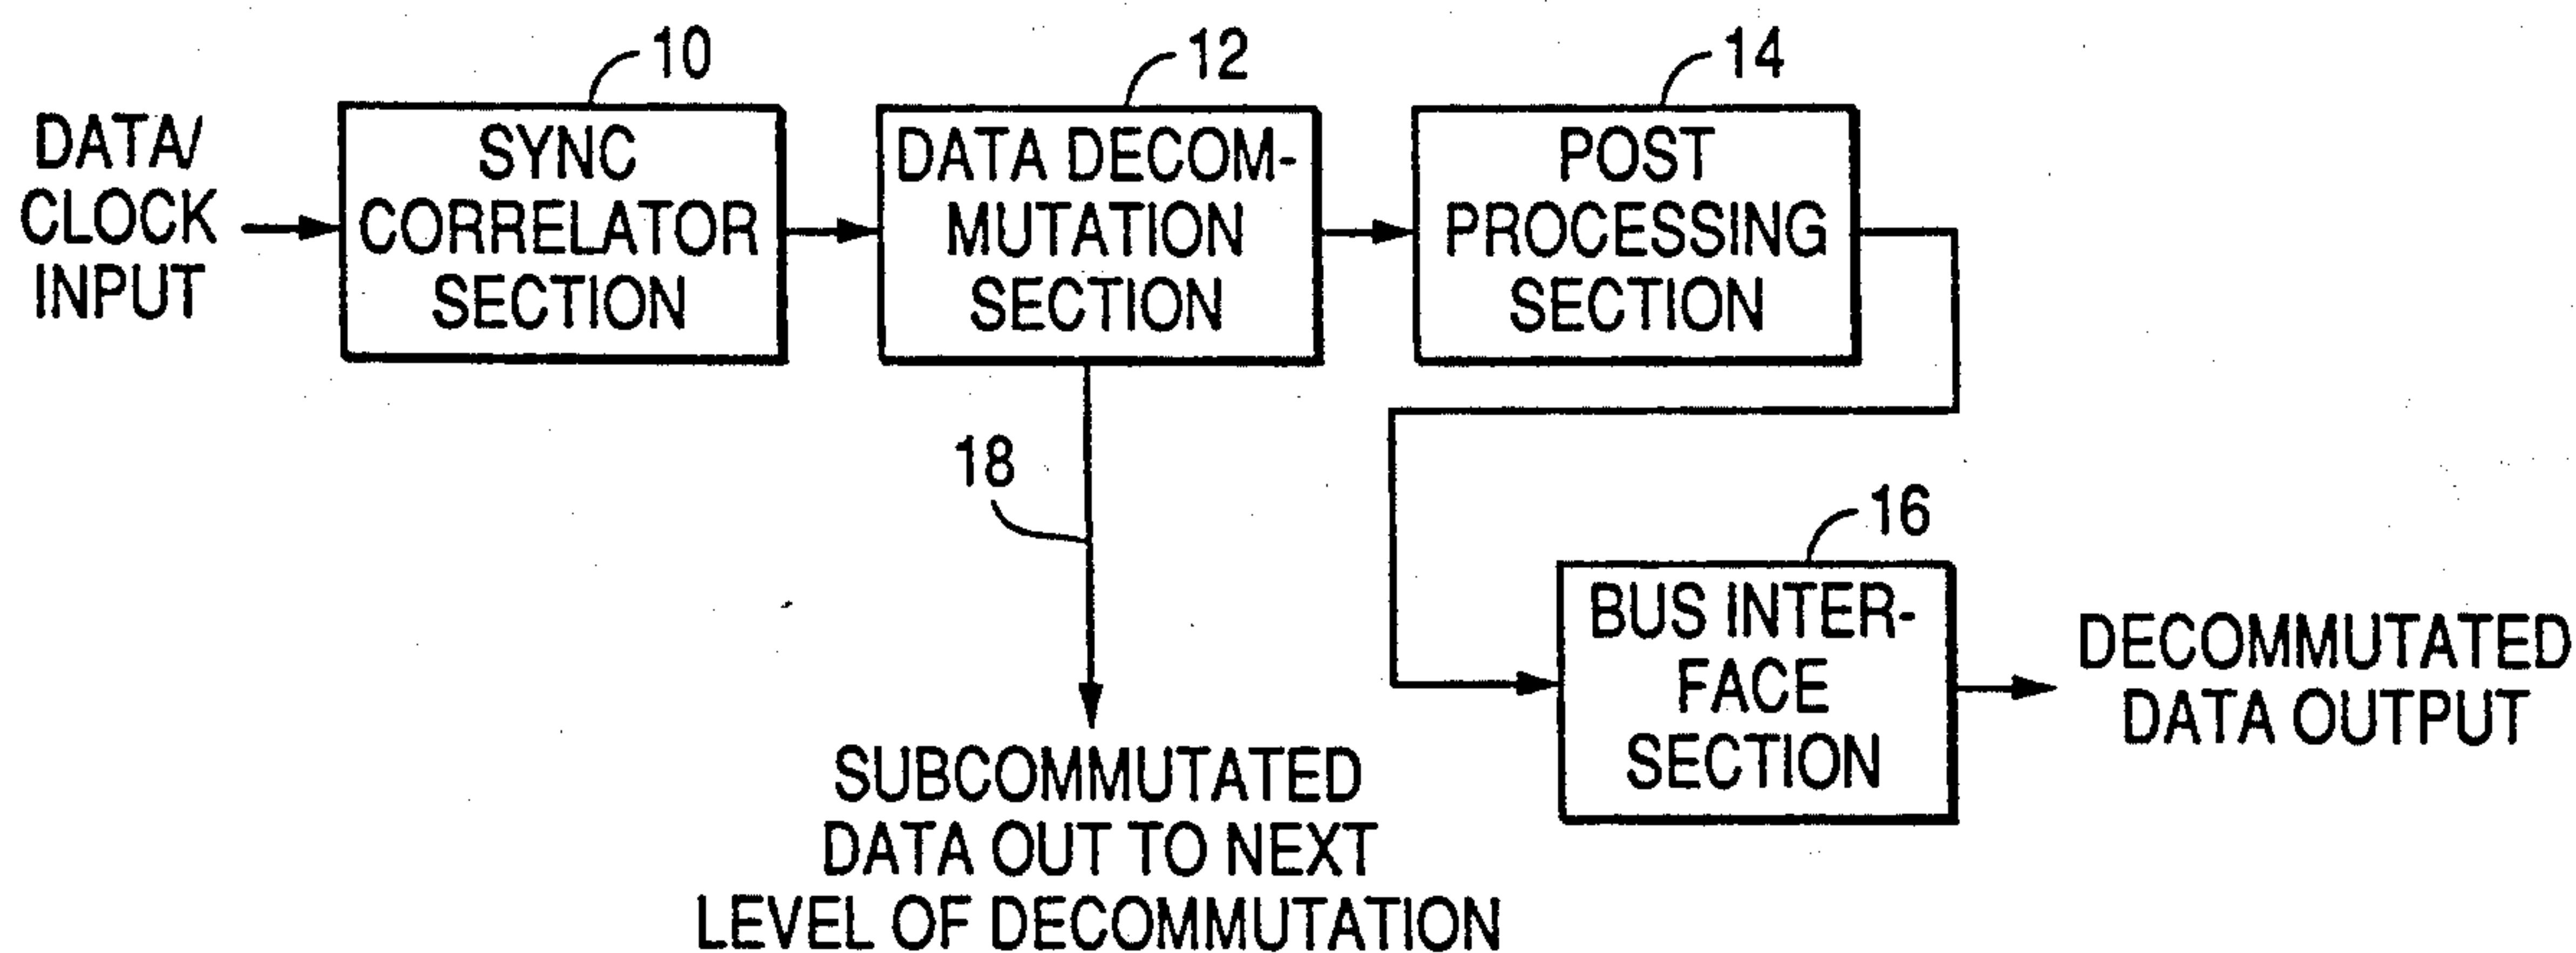 10
12
14
DATA/
CLOCK
INPUT
SYNC
CORRELATOR
SECTION
DATA DECOM-
MUTATION
SECTION
POST
PROCESSING
SECTION
18
16
BUS INTER-
FACE
SECTION
DECOMMUTATED
DATA OUTPUT
SUBCOMMUTATED
DATA OUT TO NEXT
LEVEL OF DECOMMUTATION